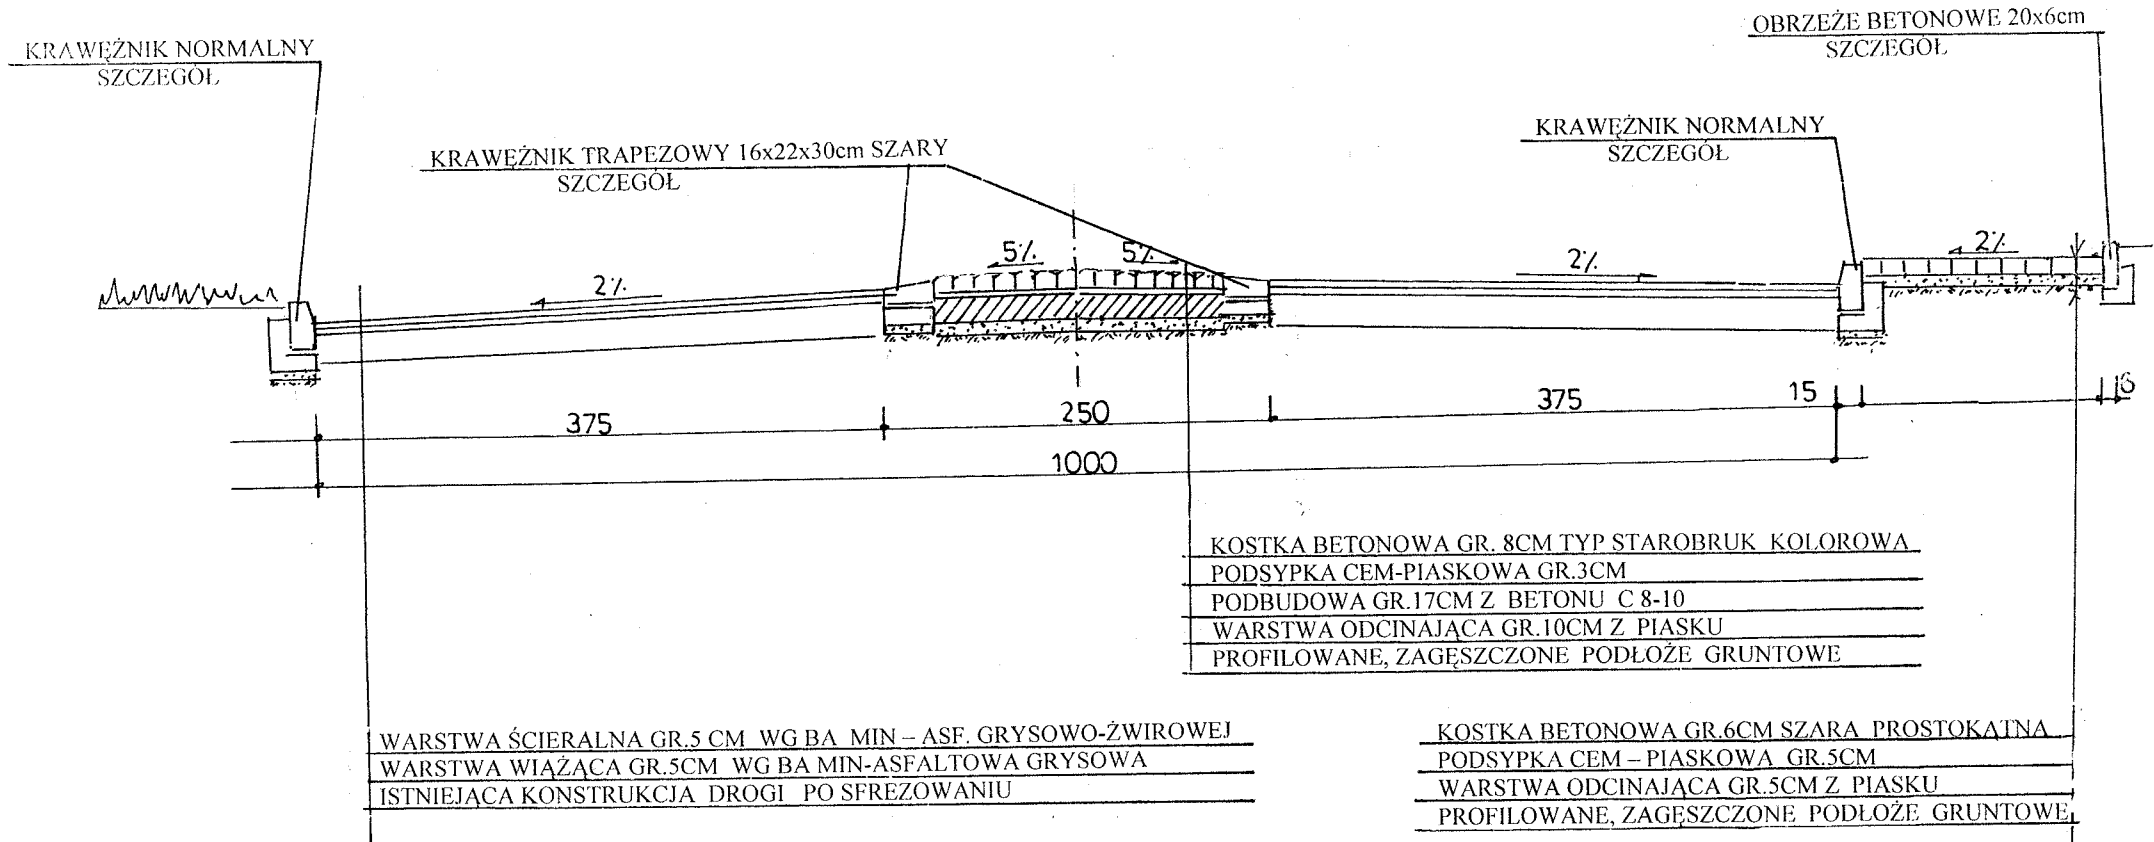 OBRZEŻE BETONOWE 20x6cm
SZCZEGÓŁ
KRAWĘŻNIK NORMALNY
SZCZEGÓŁ
KRAWĘŻNIK NORMALNY
SZCZEGÓŁ
KRAWĘŻNIK TRAPEZOWY 16x22x30cm SZARY
SZCZEGÓŁ
2%
5%
5%
2%
2%
375
250
375
15
6
1000
KOSTKA BETONOWA GR. 8CM TYP STAROBRUK KOLOROWA
PODSYPKA CEM-PIASKOWA GR.3CM
PODBUDOWA GR.17CM Z BETONU C 8-10
WARSTWA ODCINAJĄCA GR.10CM Z PIASKU
PROFILOWANE, ZAGĘSZCZONE PODŁOŻE GRUNTOWE
WARSTWA ŚCIERALNA GR.5 CM WG BA MIN – ASF. GRYSOWO-ŻWIROWEJ
WARSTWA WIĄŻĄCA GR.5CM WG BA MIN-ASFALTOWA GRYSOWA
ISTNIEJĄCA KONSTRUKCJA DROGI PO SFREZOWANIU
KOSTKA BETONOWA GR.6CM SZARA PROSTOKĄTNA
PODSYPKA CEM – PIASKOWA GR.5CM
WARSTWA ODCINAJĄCA GR.5CM Z PIASKU
PROFILOWANE, ZAGĘSZCZONE PODŁOŻE GRUNTOWE